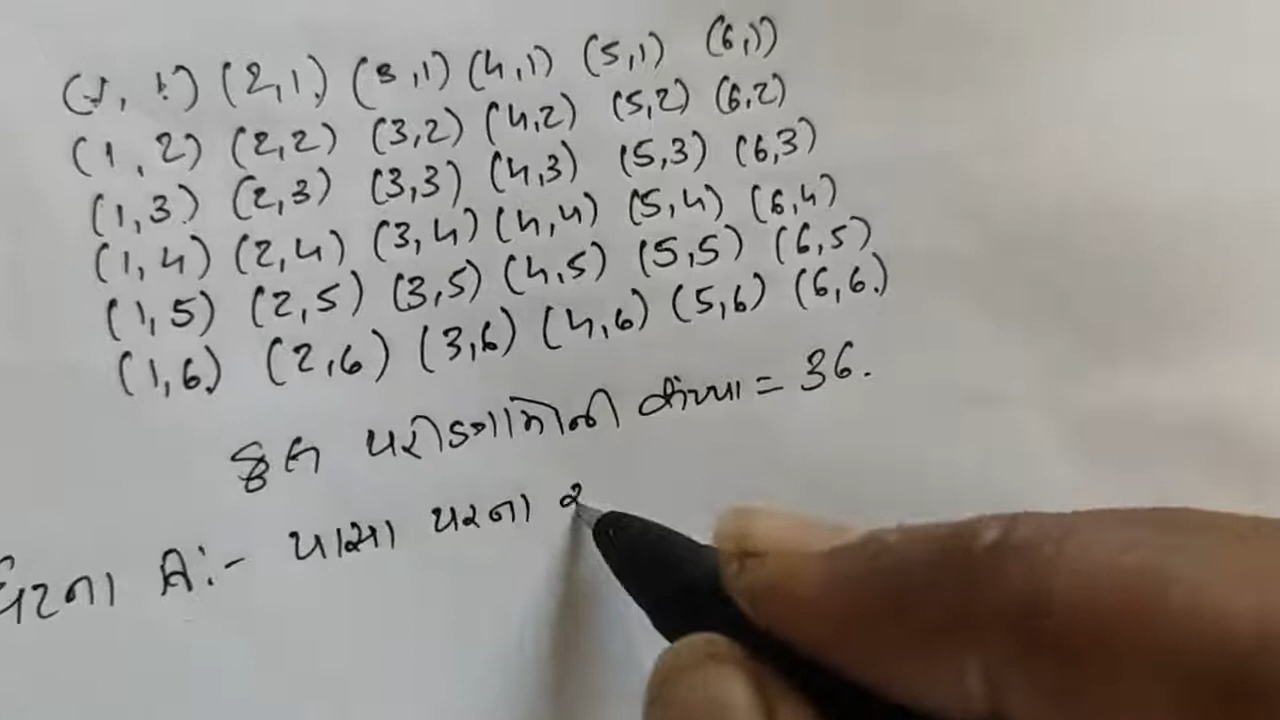 (1, 1) (2,1) (3,1) (4,1) (5,1) (6,1)
(1,2) (2,2) (3,2) (4,2) (5,2) (6,2)
(1,3) (2,3) (3,3) (4,3) (5,3) (6,3)
(1,4) (2,4) (3,4) (4,4) (5,4) (6,4)
(1,5) (2,5) (3,5) (4,5) (5,5) (6,5)
(1,6) (2,6) (3,6) (4,6) (5,6) (6,6)
કુલ પરીણામોની સંખ્યા = 36.
ઘટના A:- પાસા પરના